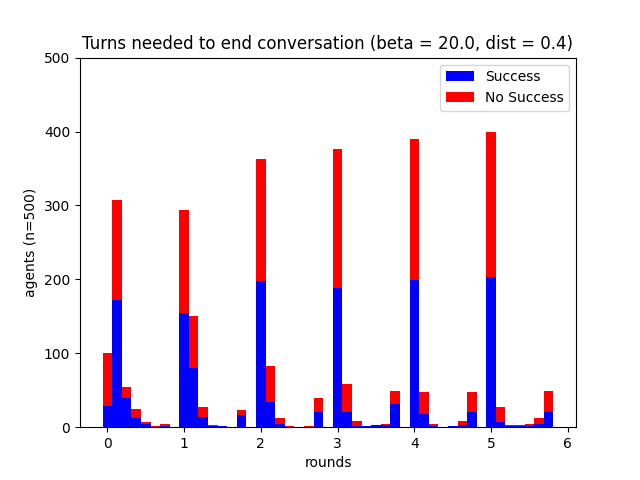 Turns needed to end conversation (beta = 20.0, dist = 0.4)
500
400
300
200
100
0
agents (n=500)
Success
No Success
0 1 2 3 4 5 6
rounds